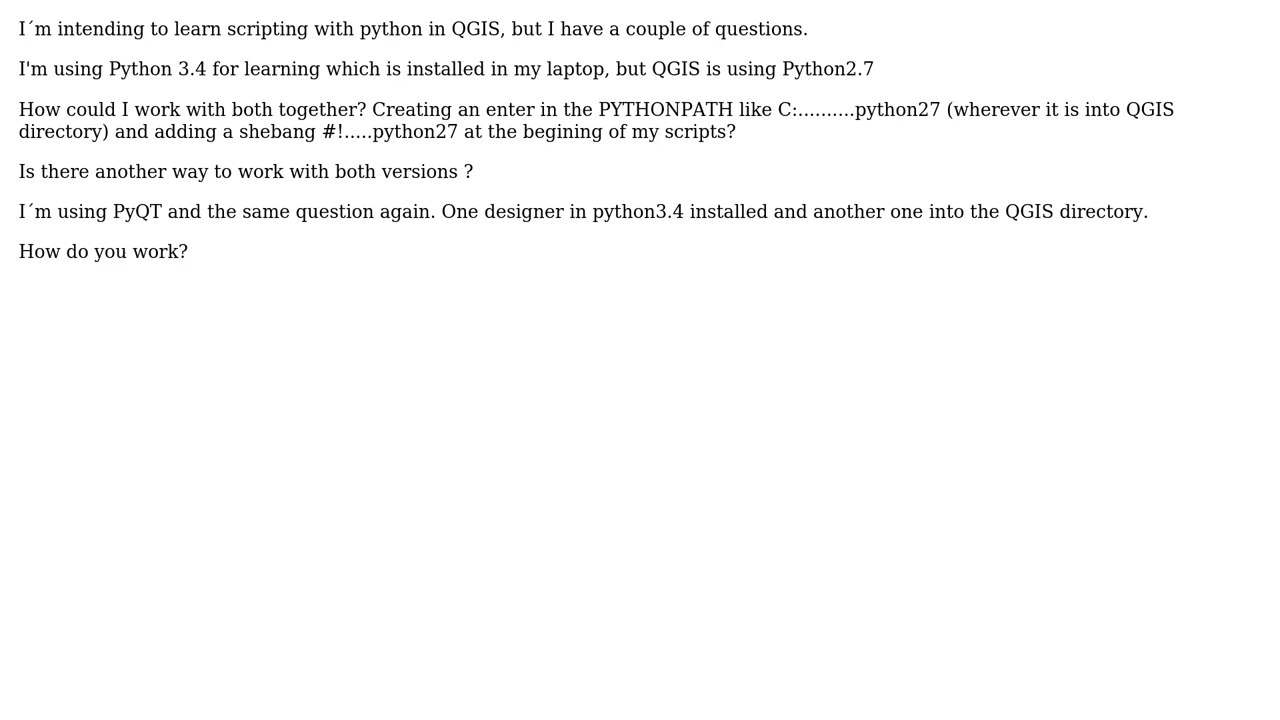 I´m intending to learn scripting with python in QGIS, but I have a couple of questions.
I'm using Python 3.4 for learning which is installed in my laptop, but QGIS is using Python2.7
How could I work with both together? Creating an enter in the PYTHONPATH like C:..........python27 (wherever it is into QGIS
directory) and adding a shebang #!.....python27 at the begining of my scripts?
Is there another way to work with both versions ?
I´m using PyQT and the same question again. One designer in python3.4 installed and another one into the QGIS directory.
How do you work?